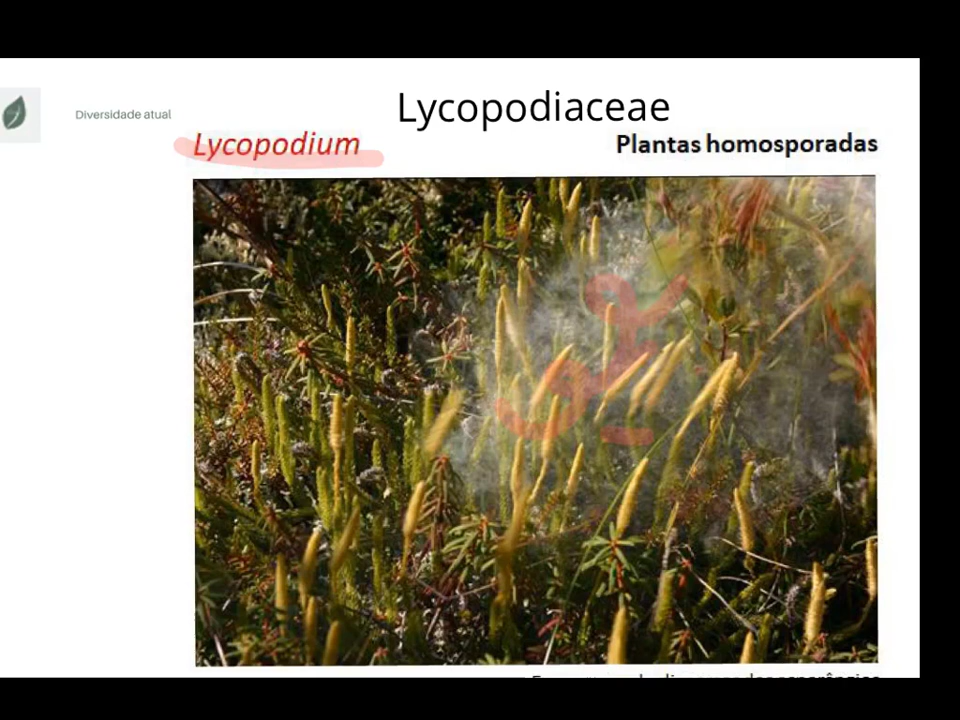 Lycopodiaceae
Diversidade atual
Lycopodium
Plantas homosporadas